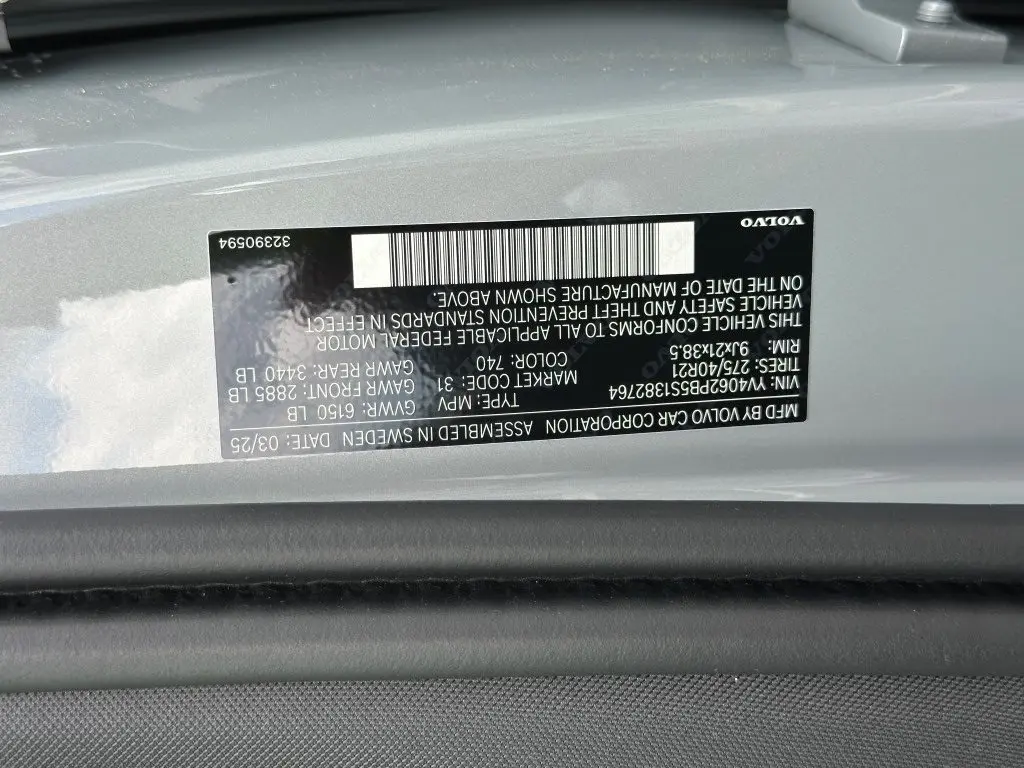 MFD BY VOLVO CAR CORPORATION ASSEMBLED IN SWEDEN DATE: 03/25
VIN: YV4062PB5S1382764 TYPE: MPV GVWR: 6150 LB
TIRES: 275/40R21 MARKET CODE: 31 GAWR FRONT: 2885 LB
RIM: 9Jx21x38.5 COLOR: 740 GAWR REAR: 3440 LB
THIS VEHICLE CONFORMS TO ALL APPLICABLE FEDERAL MOTOR
VEHICLE SAFETY AND THEFT PREVENTION STANDARDS IN EFFECT
ON THE DATE OF MANUFACTURE SHOWN ABOVE.
VOLVO 32390594